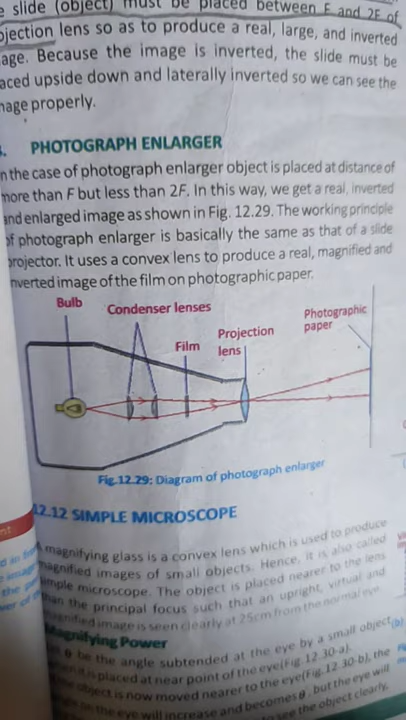 slide (object) must be placed between F and 2F of
ojection lens so as to produce a real, large, and inverted
age. Because the image is inverted, the slide must be
aced upside down and laterally inverted so we can see the
nage properly.
PHOTOGRAPH ENLARGER
n the case of photograph enlarger object is placed at distance of
more than F but less than 2F. In this way, we get a real, inverted
and enlarged image as shown in Fig. 12.29. The working principle
of photograph enlarger is basically the same as that of a slide
projector. It uses a convex lens to produce a real, magnified and
nverted image of the film on photographic paper.
Bulb
Condenser lenses
Film
Projection
lens
Photographic
paper
Fig.12.29: Diagram of photograph enlarger
12.12 SIMPLE MICROSCOPE
magnifying glass is a convex lens which is used to produce
magnified images of small objects. Hence, it is also called
simple microscope. The object is placed nearer to the lens
than the principal focus such that an upright, virtual and
magnified image is seen clearly at 25cm from the normal eye.
Magnifying Power
θ be the angle subtended at the eye by a small object
it is placed at near point of the eye(Fig.12.30-a).
the object is now moved nearer to the eye(Fig.12.30-b), the
on the eye will increase and becomes θ, but the eye will
see the object clearly.